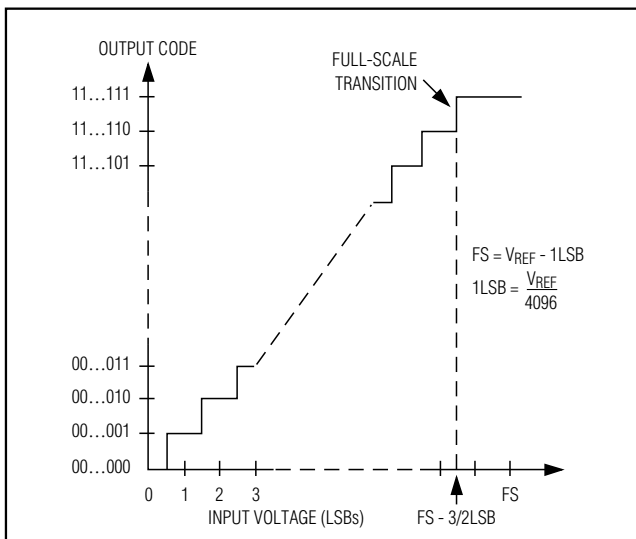 OUTPUT CODE
FULL-SCALE
TRANSITION
11...111
11...110
11...101
FS = VREF - 1LSB
1LSB = VREF
4096
00...011
00...010
00...001
00...000
0 1 2 3 FS
INPUT VOLTAGE (LSBs) FS - 3/2LSB